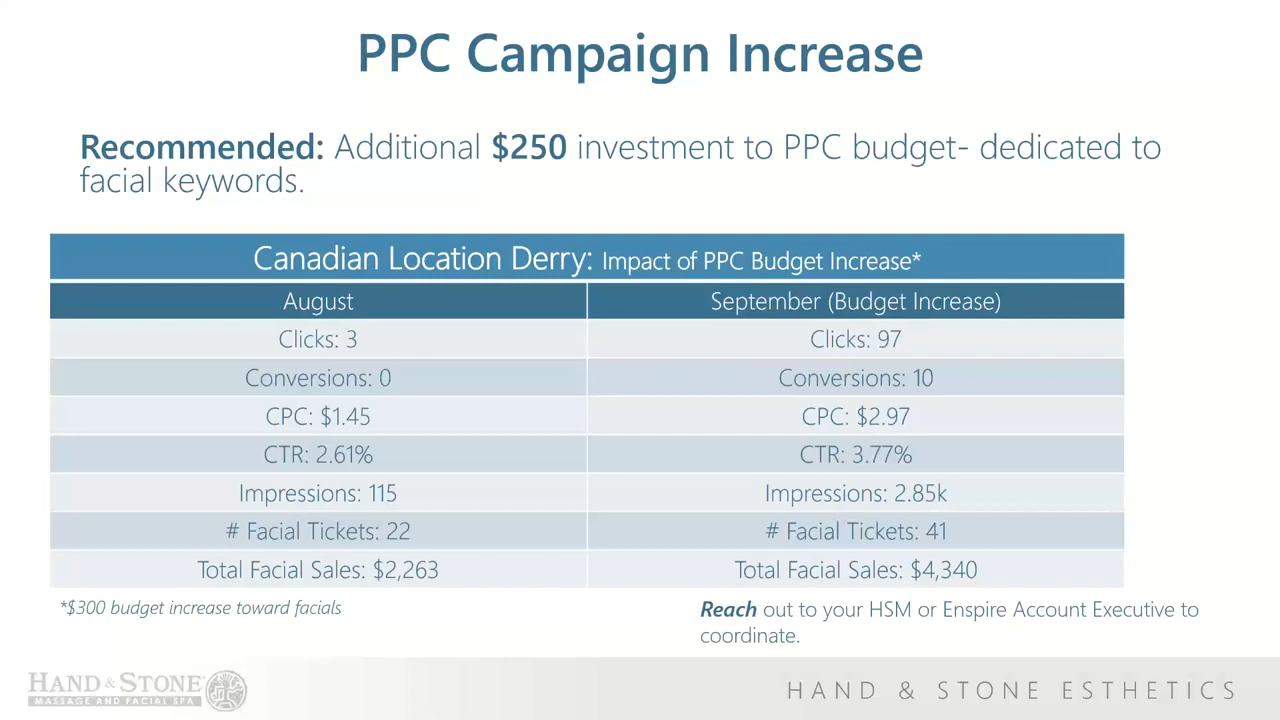 PPC Campaign Increase
Recommended: Additional $250 investment to PPC budget- dedicated to
facial keywords.
Canadian Location Derry: Impact of PPC Budget Increase*
August
September (Budget Increase)
Clicks: 3
Clicks: 97
Conversions: 0
Conversions: 10
CPC: $1.45
CPC: $2.97
CTR: 2.61%
CTR: 3.77%
Impressions: 115
Impressions: 2.85k
# Facial Tickets: 22
# Facial Tickets: 41
Total Facial Sales: $2,263
Total Facial Sales: $4,340
*$300 budget increase toward facials
Reach out to your HSM or Enspire Account Executive to
coordinate.
HAND & STONE
MASSAGE AND FACIAL SPA
HAND & STONE ESTHETICS